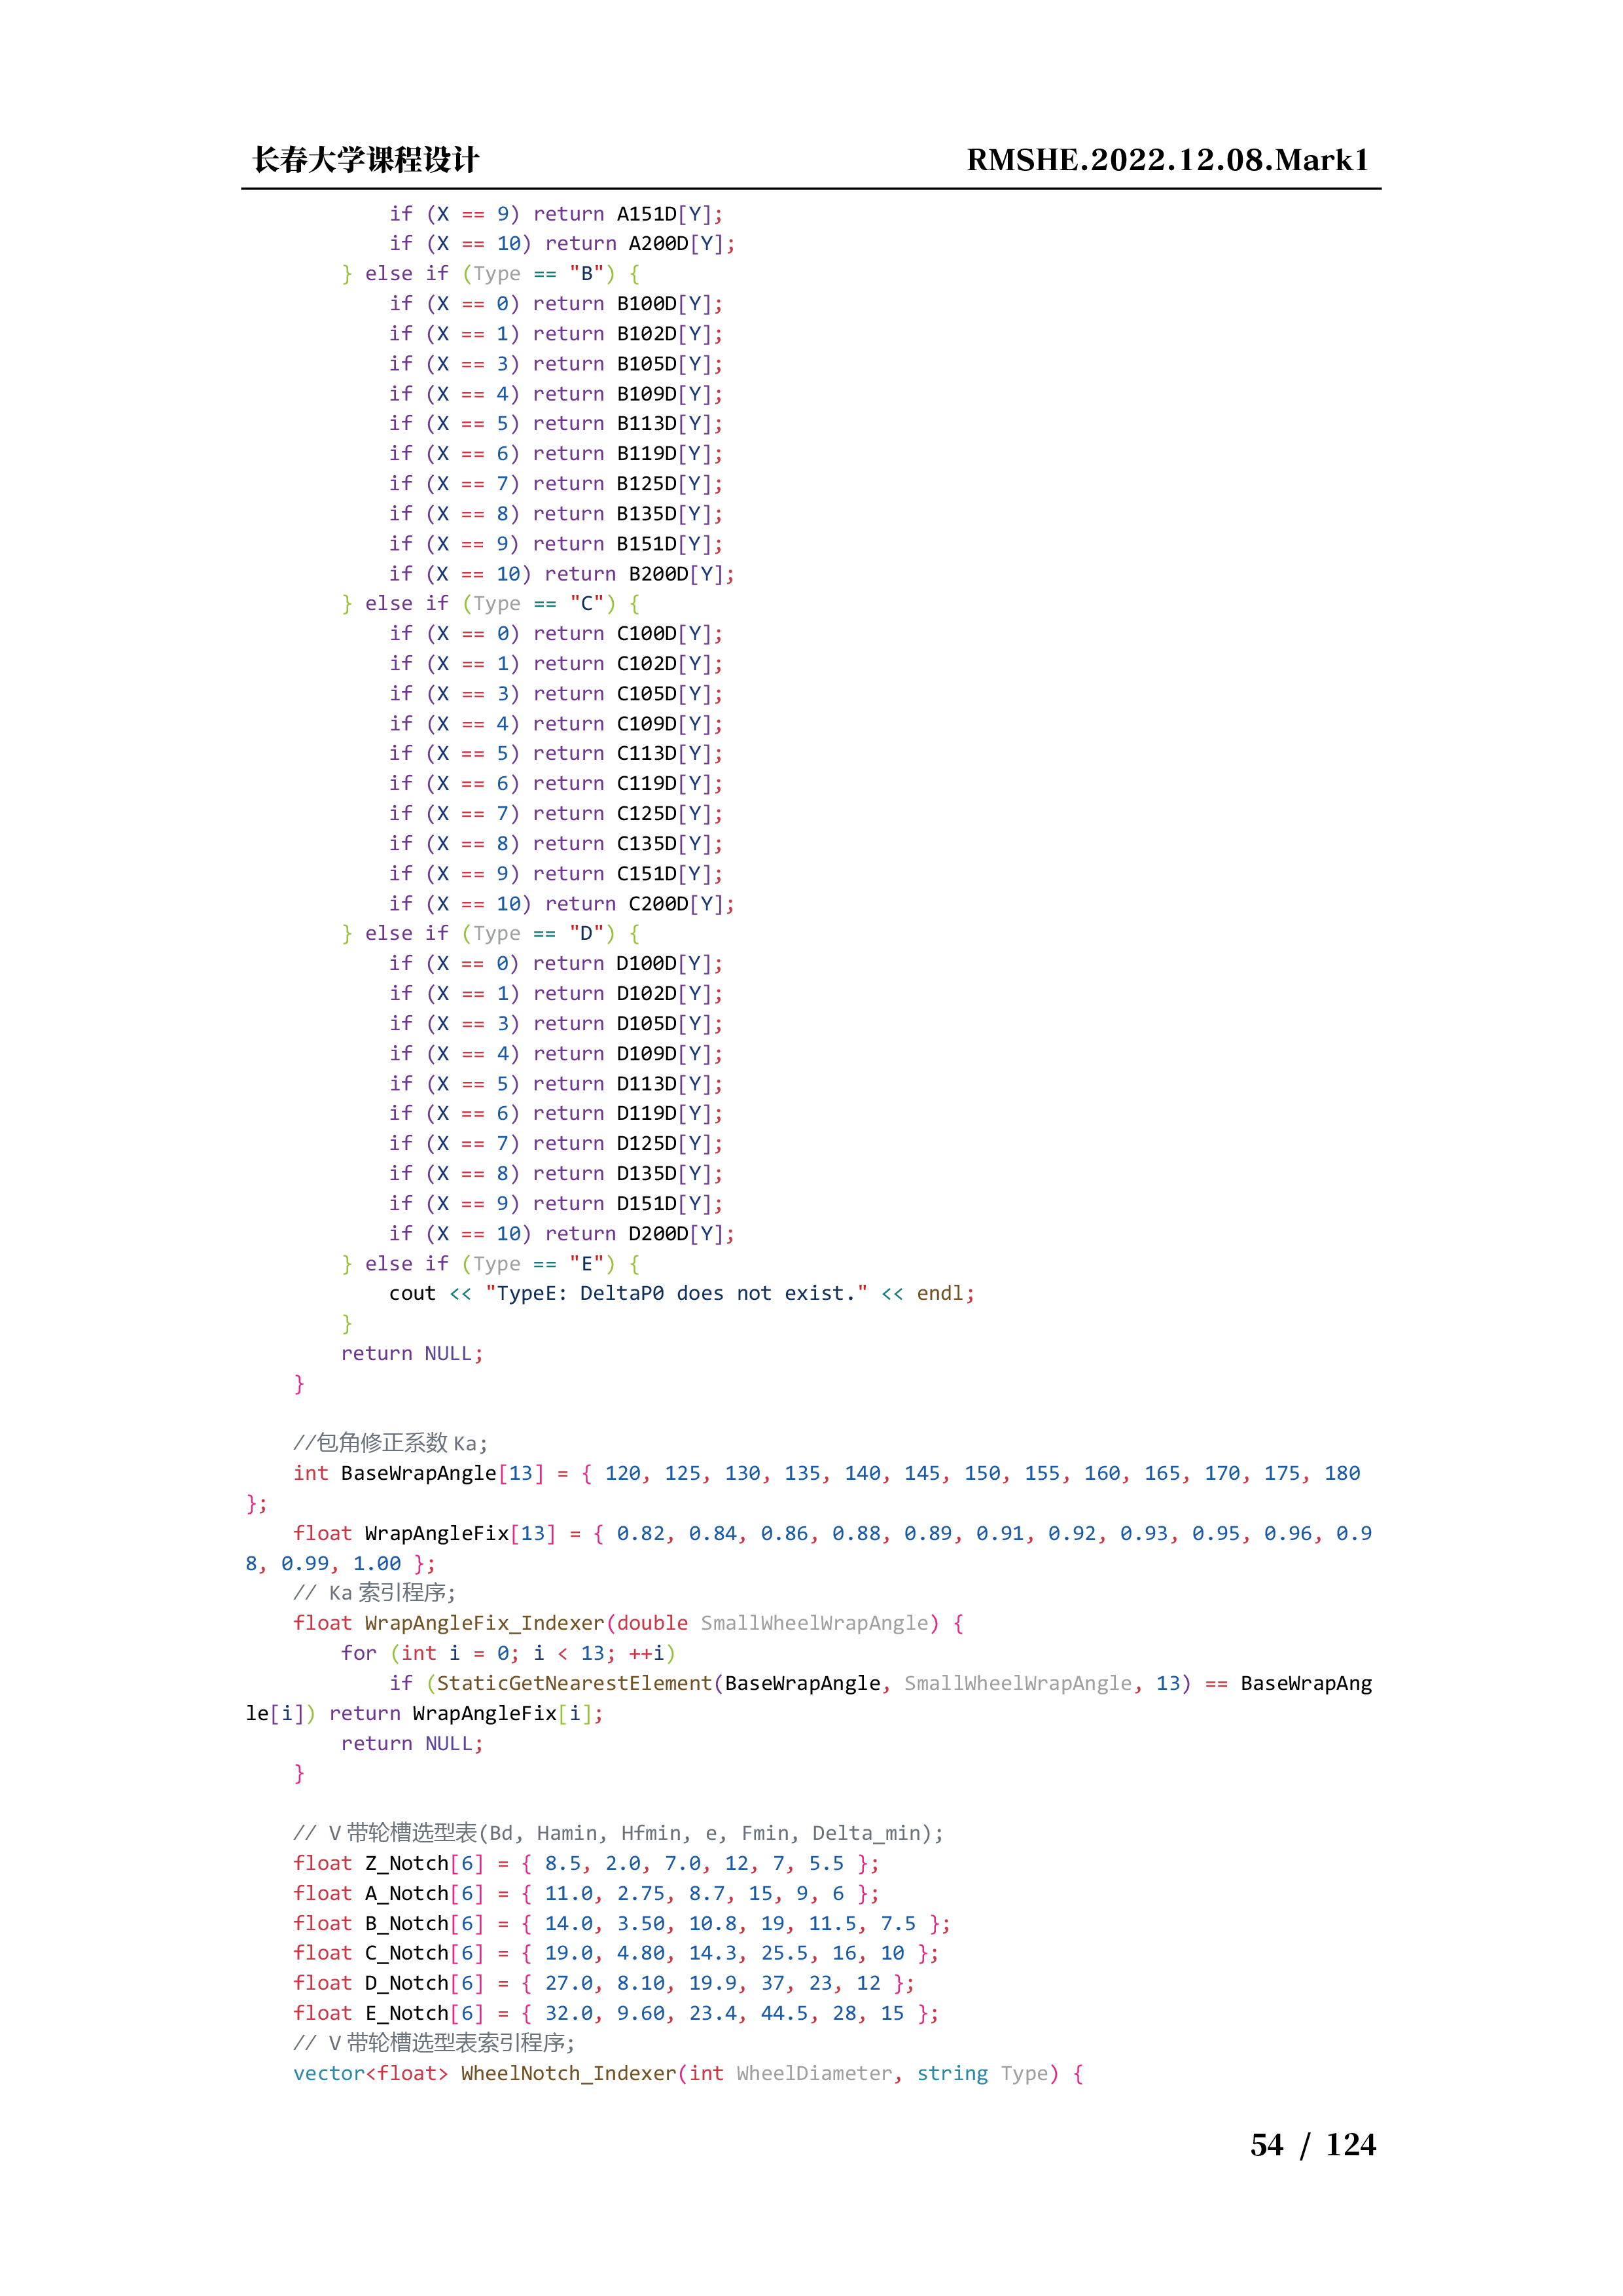 长春大学课程设计 RMSHE.2022.12.08.Mark1
            if (X == 9) return A151D[Y];
            if (X == 10) return A200D[Y];
        } else if (Type == "B") {
            if (X == 0) return B100D[Y];
            if (X == 1) return B102D[Y];
            if (X == 3) return B105D[Y];
            if (X == 4) return B109D[Y];
            if (X == 5) return B113D[Y];
            if (X == 6) return B119D[Y];
            if (X == 7) return B125D[Y];
            if (X == 8) return B135D[Y];
            if (X == 9) return B151D[Y];
            if (X == 10) return B200D[Y];
        } else if (Type == "C") {
            if (X == 0) return C100D[Y];
            if (X == 1) return C102D[Y];
            if (X == 3) return C105D[Y];
            if (X == 4) return C109D[Y];
            if (X == 5) return C113D[Y];
            if (X == 6) return C119D[Y];
            if (X == 7) return C125D[Y];
            if (X == 8) return C135D[Y];
            if (X == 9) return C151D[Y];
            if (X == 10) return C200D[Y];
        } else if (Type == "D") {
            if (X == 0) return D100D[Y];
            if (X == 1) return D102D[Y];
            if (X == 3) return D105D[Y];
            if (X == 4) return D109D[Y];
            if (X == 5) return D113D[Y];
            if (X == 6) return D119D[Y];
            if (X == 7) return D125D[Y];
            if (X == 8) return D135D[Y];
            if (X == 9) return D151D[Y];
            if (X == 10) return D200D[Y];
        } else if (Type == "E") {
            cout << "TypeE: DeltaP0 does not exist." << endl;
        }
        return NULL;
    }

    //包角修正系数 Ka;
    int BaseWrapAngle[13] = { 120, 125, 130, 135, 140, 145, 150, 155, 160, 165, 170, 175, 180
};
    float WrapAngleFix[13] = { 0.82, 0.84, 0.86, 0.88, 0.89, 0.91, 0.92, 0.93, 0.95, 0.96, 0.9
8, 0.99, 1.00 };
    // Ka 索引程序;
    float WrapAngleFix_Indexer(double SmallWheelWrapAngle) {
        for (int i = 0; i < 13; ++i)
            if (StaticGetNearestElement(BaseWrapAngle, SmallWheelWrapAngle, 13) == BaseWrapAng
le[i]) return WrapAngleFix[i];
        return NULL;
    }

    // V 带轮槽选型表(Bd, Hamin, Hfmin, e, Fmin, Delta_min);
    float Z_Notch[6] = { 8.5, 2.0, 7.0, 12, 7, 5.5 };
    float A_Notch[6] = { 11.0, 2.75, 8.7, 15, 9, 6 };
    float B_Notch[6] = { 14.0, 3.50, 10.8, 19, 11.5, 7.5 };
    float C_Notch[6] = { 19.0, 4.80, 14.3, 25.5, 16, 10 };
    float D_Notch[6] = { 27.0, 8.10, 19.9, 37, 23, 12 };
    float E_Notch[6] = { 32.0, 9.60, 23.4, 44.5, 28, 15 };
    // V 带轮槽选型表索引程序;
    vector<float> WheelNotch_Indexer(int WheelDiameter, string Type) {
54 / 124